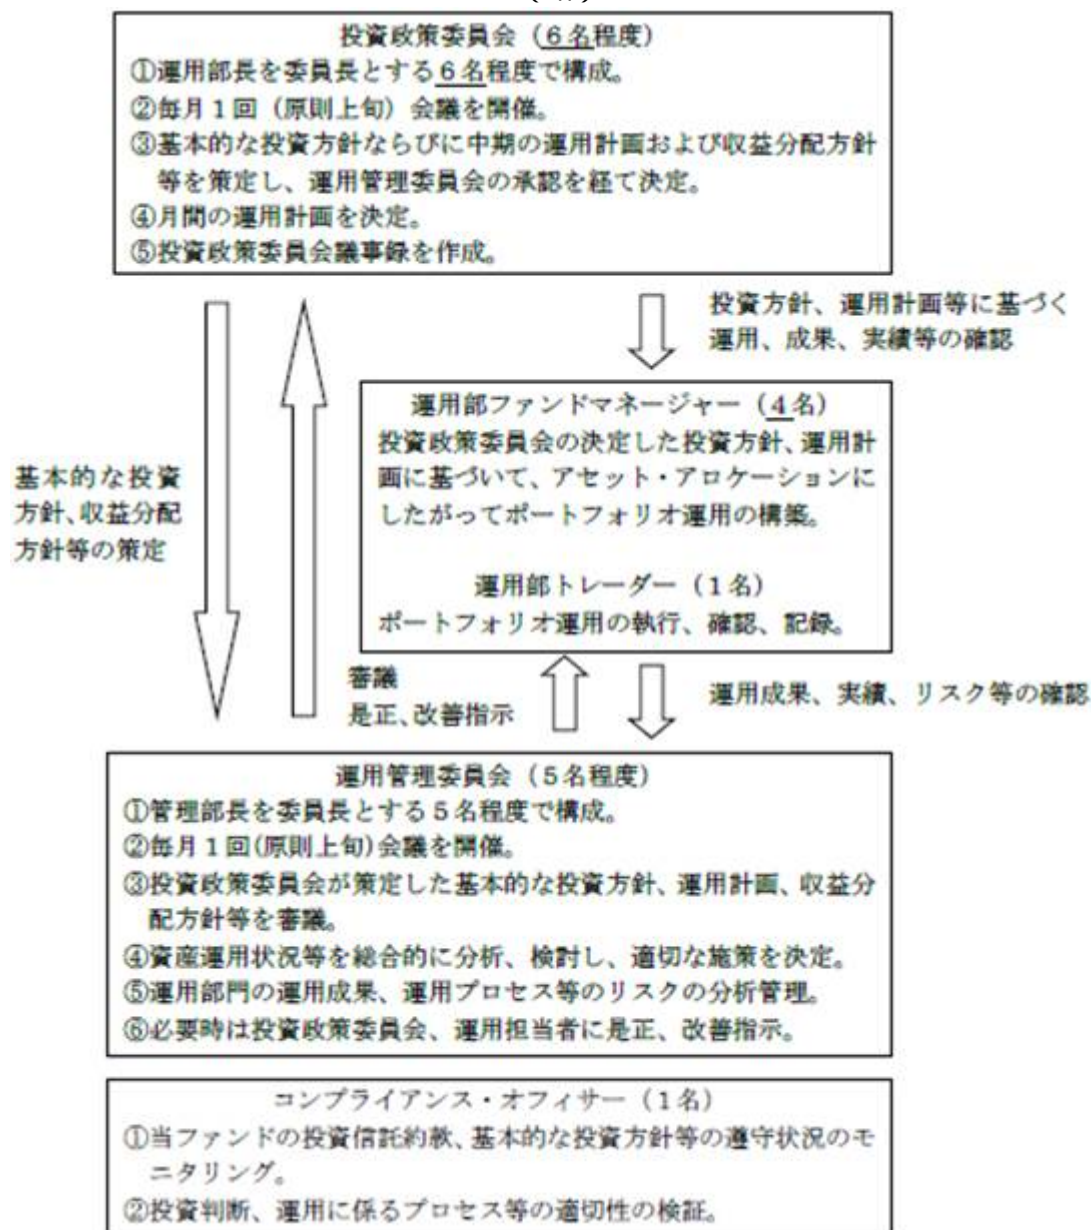 投資政策委員会（６名程度）
①運用部長を委員長とする６名程度で構成。
②毎月１回（原則上旬）会議を開催。
③基本的な投資方針ならびに中期の運用計画および収益分配方針
等を策定し、運用管理委員会の承認を経て決定。
④月間の運用計画を決定。
⑤投資政策委員会議事録を作成。
投資方針、運用計画等に基づく
運用、成果、実績等の確認
運用部ファンドマネージャー（４名）
投資政策委員会の決定した投資方針、運用計
画に基づいて、アセット・アロケーションに
したがってポートフォリオ運用の構築。
運用部トレーダー（１名）
ポートフォリオ運用の執行、確認、記録。
基本的な投資
方針、収益分配
方針等の策定
審議
是正、改善指示
運用成果、実績、リスク等の確認
運用管理委員会（５名程度）
①管理部長を委員長とする５名程度で構成。
②毎月１回(原則上旬)会議を開催。
③投資政策委員会が策定した基本的な投資方針、運用計画、収益分
配方針等を審議。
④資産運用状況等を総合的に分析、検討し、適切な施策を決定。
⑤運用部門の運用成果、運用プロセス等のリスクの分析管理。
⑥必要時は投資政策委員会、運用担当者に是正、改善指示。
コンプライアンス・オフィサー（１名）
①当ファンドの投資信託約款、基本的な投資方針等の遵守状況のモ
ニタリング。
②投資判断、運用に係るプロセス等の適切性の検証。